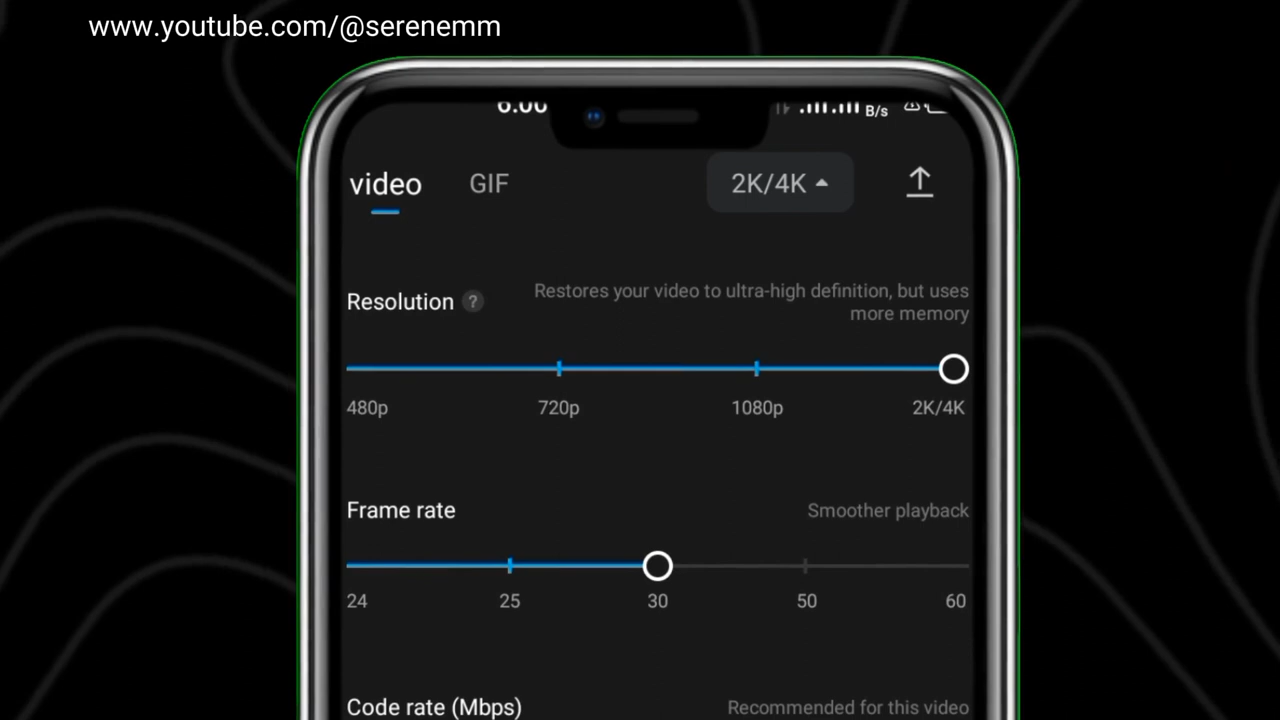 www.youtube.com/@serenemm
6:00
B/s
video GIF 2K/4K
Resolution ? Restores your video to ultra-high definition, but uses
more memory
480p 720p 1080p 2K/4K
Frame rate Smoother playback
24 25 30 50 60
Code rate (Mbps) Recommended for this video